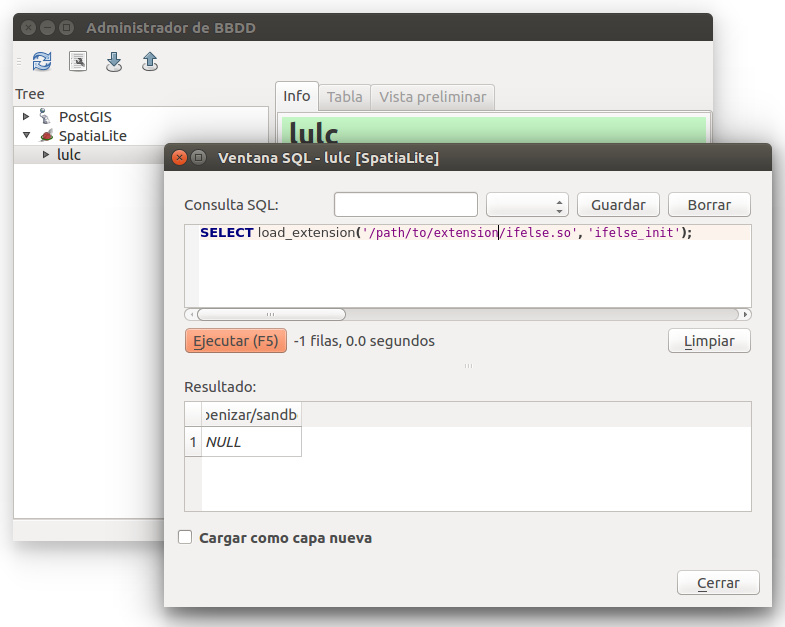 Administrador de BBDD
Tree
PostGIS
SpatiaLite
lulc
Info Tabla Vista preliminar
lulc
Ventana SQL - lulc [SpatiaLite]
Consulta SQL: Guardar Borrar
SELECT load_extension('/path/to/extension/ifelse.so', 'ifelse_init');
Ejecutar (F5) -1 filas, 0.0 segundos Limpiar
Resultado:
penizar/sandb
1 NULL
Cargar como capa nueva
Cerrar